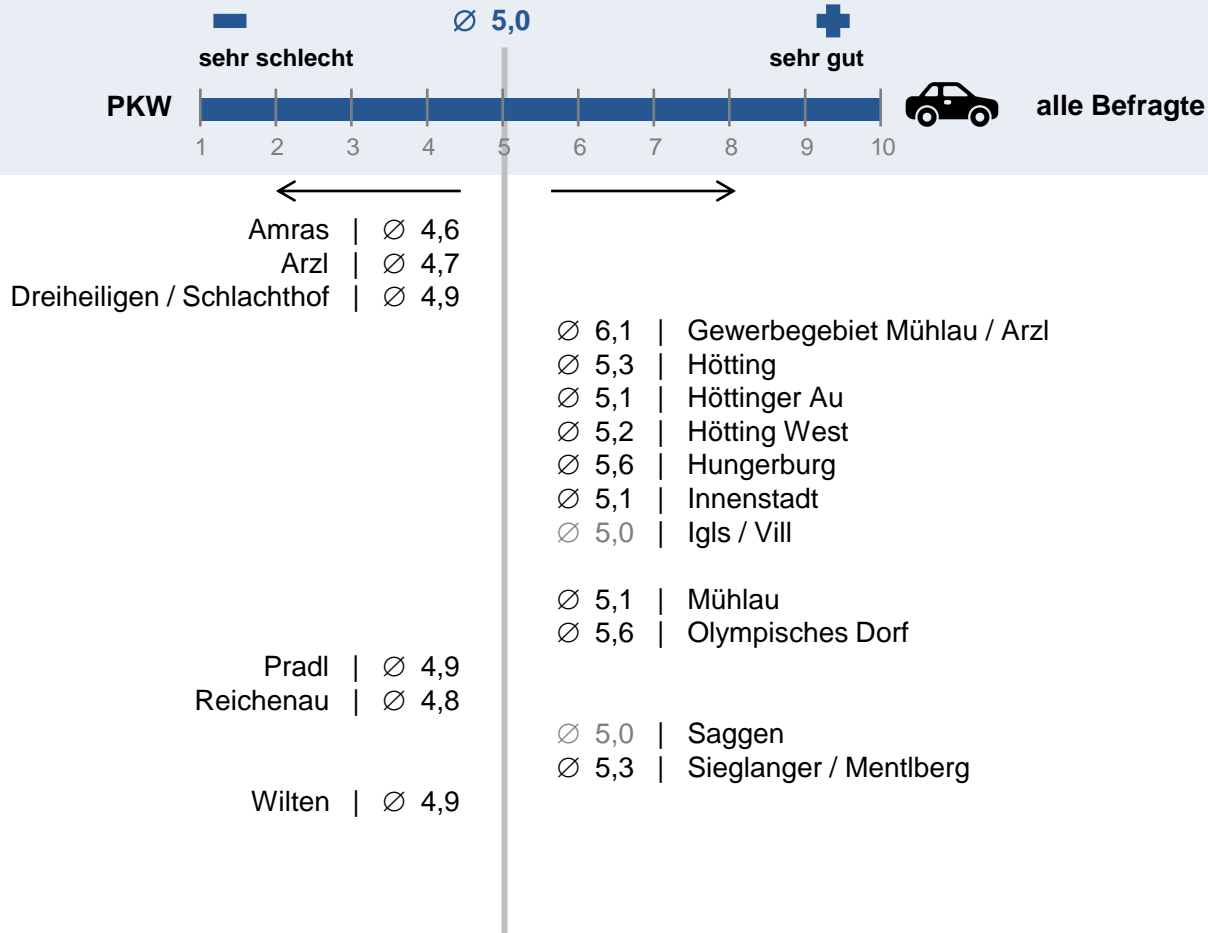 ∅ 5,0
sehr schlecht sehr gut
PKW alle Befragte
1 2 3 4 5 6 7 8 9 10
Amras | ∅ 4,6
Arzl | ∅ 4,7
Dreiheiligen / Schlachthof | ∅ 4,9
∅ 6,1 | Gewerbegebiet Mühlau / Arzl
∅ 5,3 | Hötting
∅ 5,1 | Höttinger Au
∅ 5,2 | Hötting West
∅ 5,6 | Hungerburg
∅ 5,1 | Innenstadt
∅ 5,0 | Igls / Vill
∅ 5,1 | Mühlau
∅ 5,6 | Olympisches Dorf
Pradl | ∅ 4,9
Reichenau | ∅ 4,8
∅ 5,0 | Saggen
∅ 5,3 | Sieglanger / Mentlberg
Wilten | ∅ 4,9